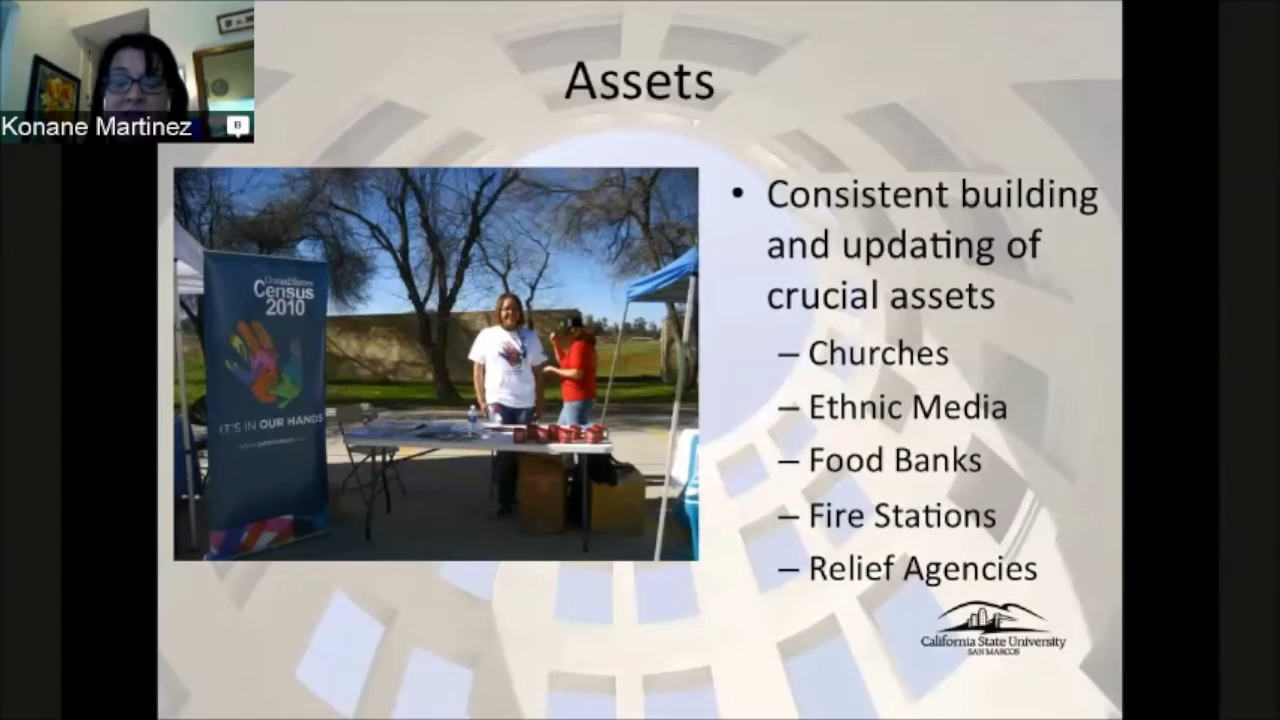 Konane Martinez
Assets
United States
Census
2010
IT'S IN OUR HANDS
• Consistent building
and updating of
crucial assets
– Churches
– Ethnic Media
– Food Banks
– Fire Stations
– Relief Agencies
California State University
SAN MARCOS